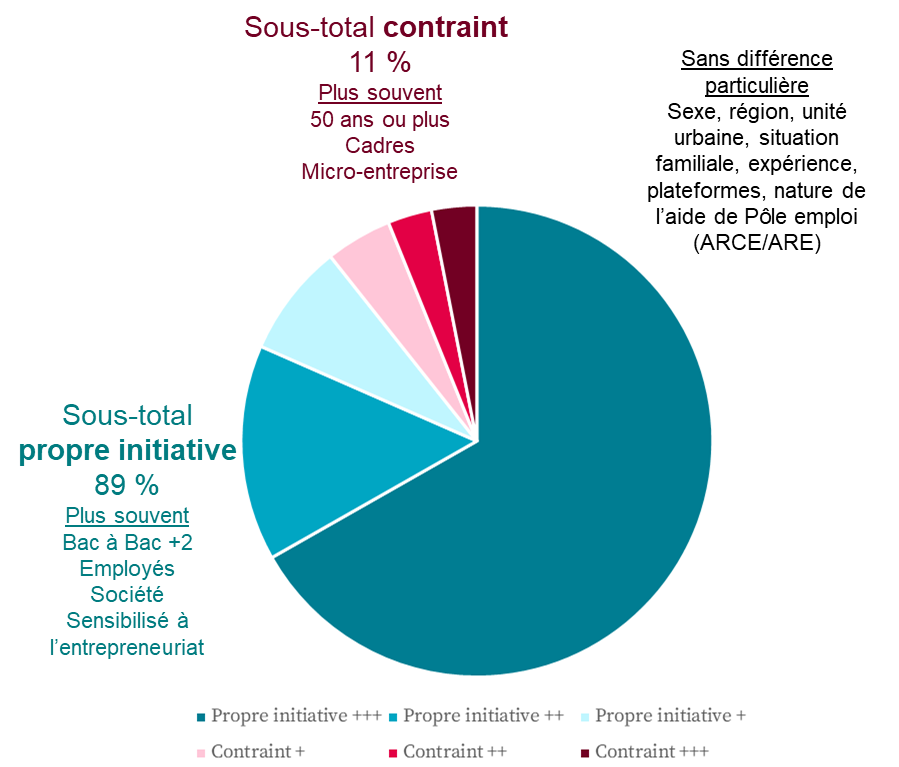 Sous-total contraint
11 %
Plus souvent
50 ans ou plus
Cadres
Micro-entreprise
Sans différence
particulière
Sexe, région, unité
urbaine, situation
familiale, expérience,
plateformes, nature de
l’aide de Pôle emploi
(ARCE/ARE)
Sous-total
propre initiative
89 %
Plus souvent
Bac à Bac +2
Employés
Société
Sensibilisé à
l’entrepreneuriat
Propre initiative +++ Propre initiative ++ Propre initiative +
Contraint + Contraint ++ Contraint +++